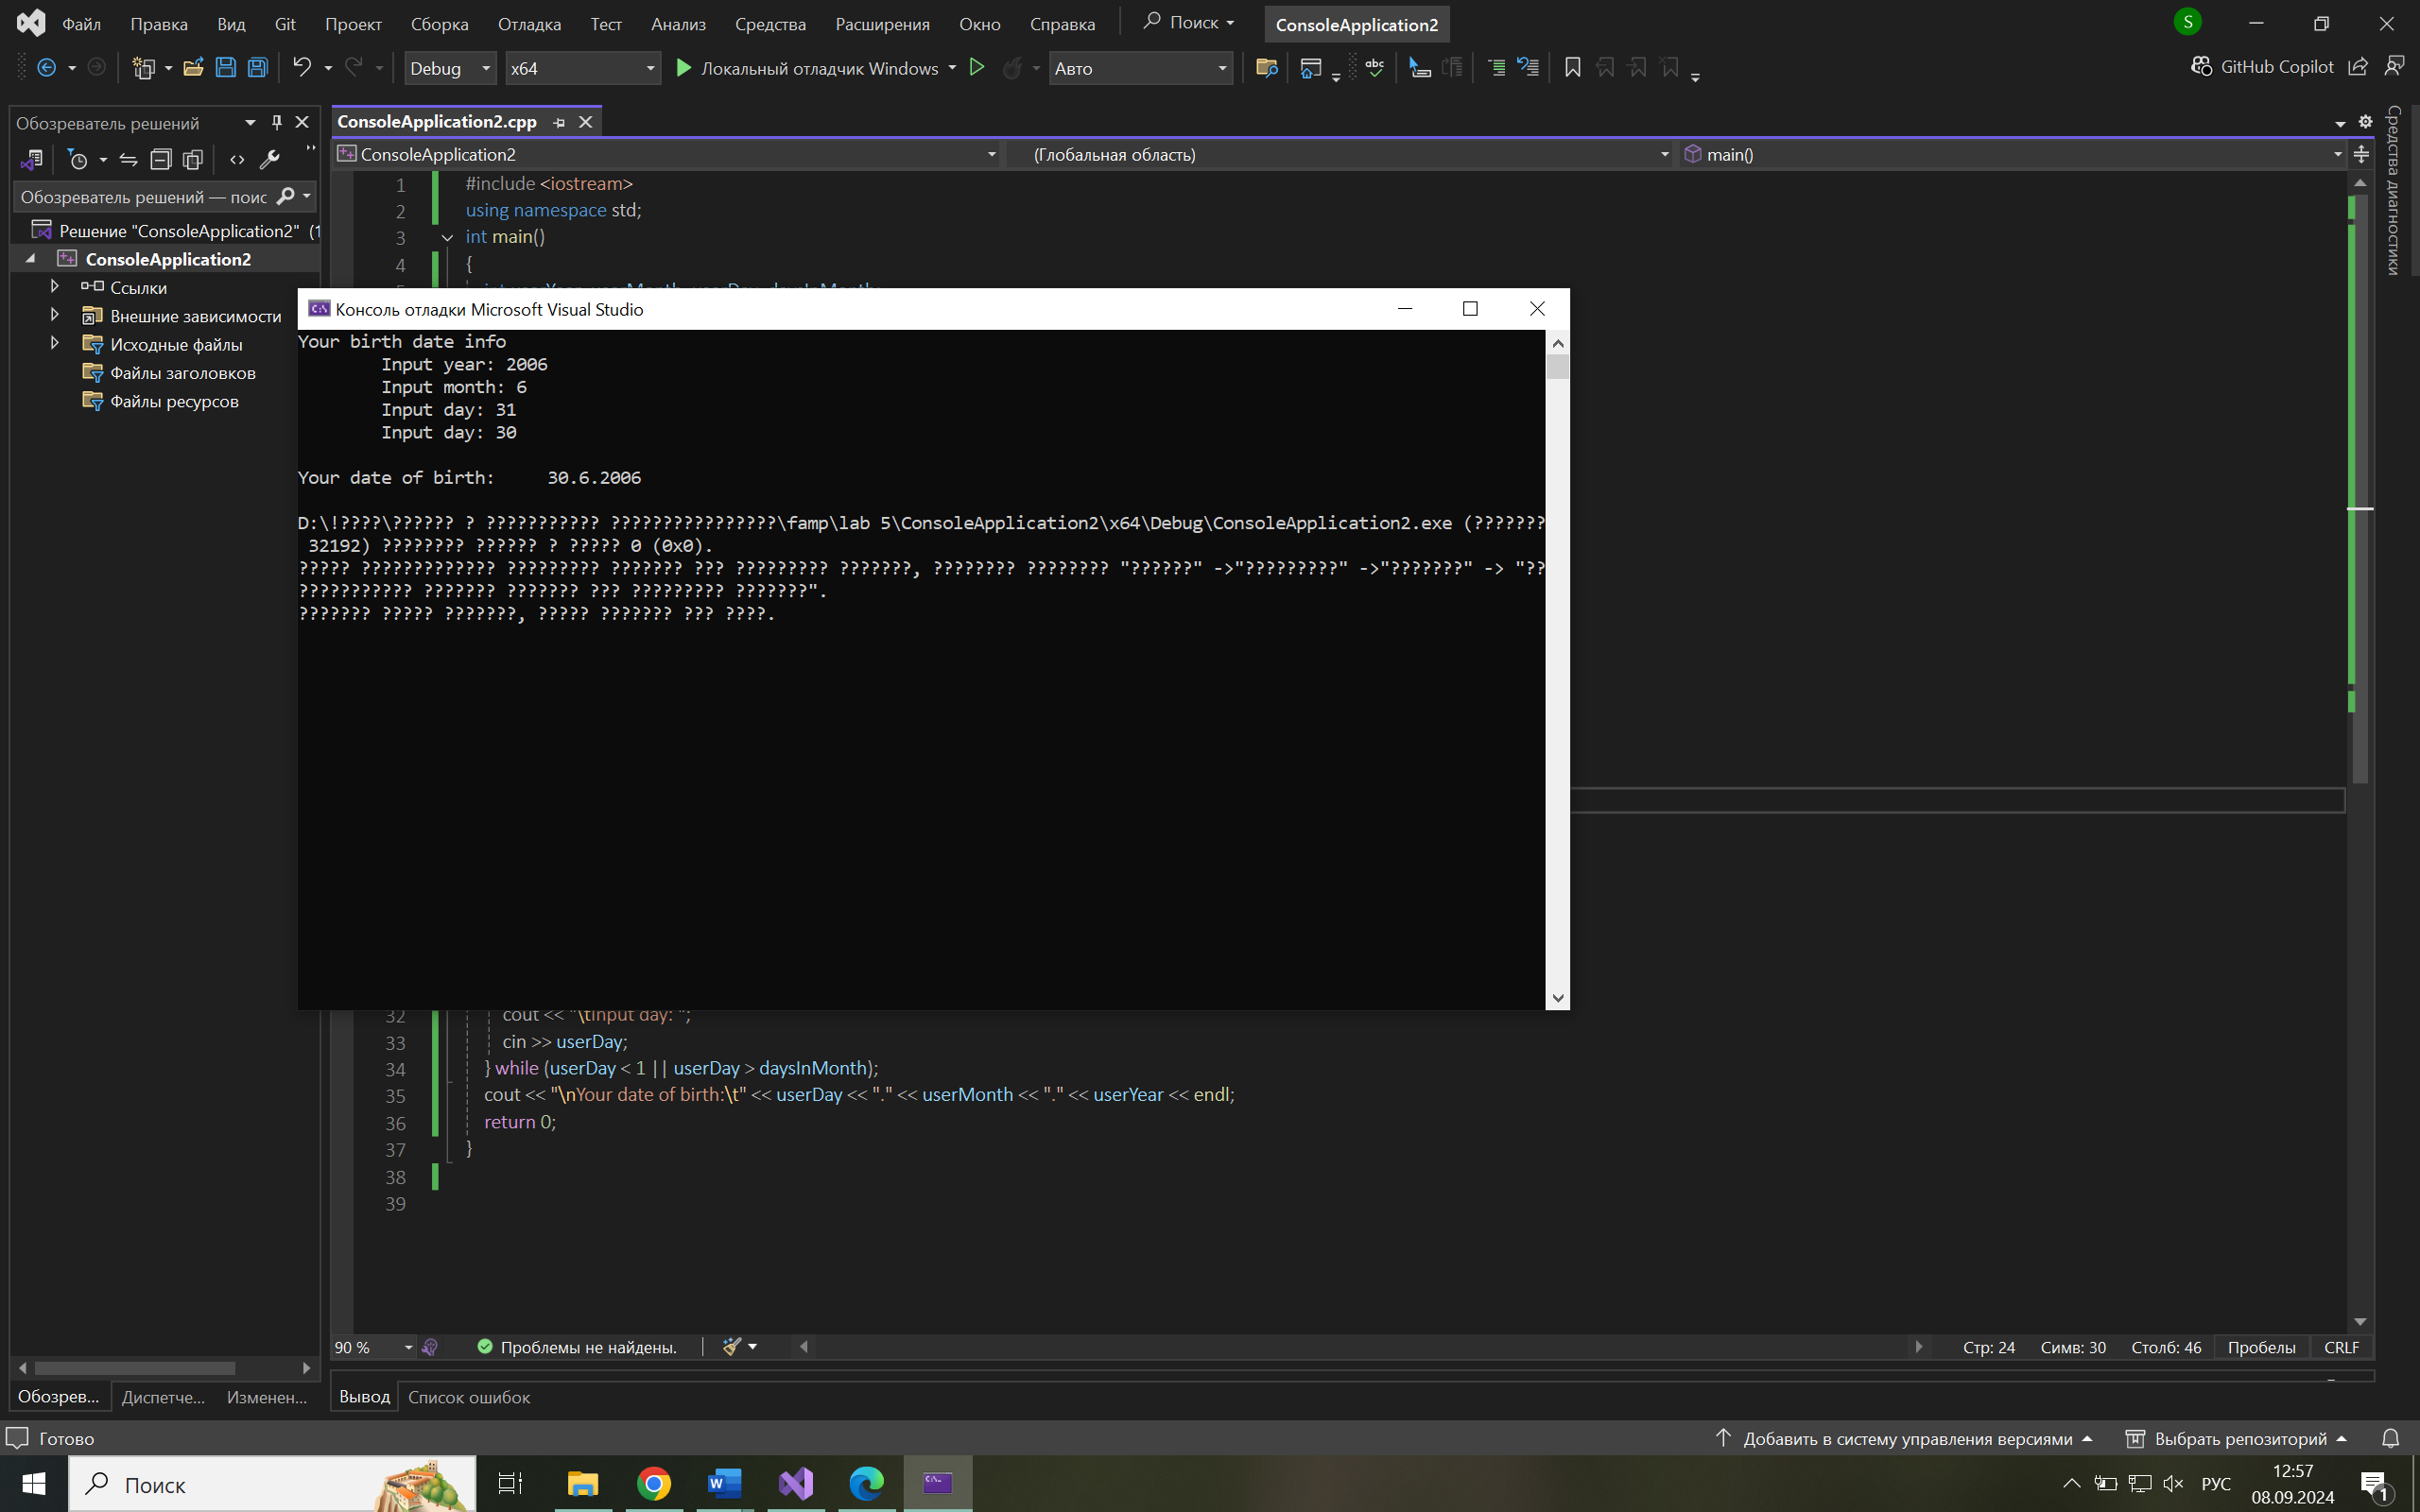 Файл Правка Вид Git Проект Сборка Отладка Тест Анализ Средства Расширения Окно Справка Поиск ConsoleApplication2 S
Debug x64 Локальный отладчик Windows Авто abc GitHub Copilot
Обозреватель решений
ConsoleApplication2.cpp
ConsoleApplication2 (Глобальная область) main()
Средства диагностики
Обозреватель решений — поис
Решение "ConsoleApplication2" (1
ConsoleApplication2
Ссылки
Внешние зависимости
Исходные файлы
Файлы заголовков
Файлы ресурсов
1 #include <iostream>
2 using namespace std;
3 int main()
4 {
Консоль отладки Microsoft Visual Studio
Your birth date info
Input year: 2006
Input month: 6
Input day: 31
Input day: 30
Your date of birth: 30.6.2006
D:\!????\?????? ? ??????????? ????????????????\famp\lab 5\ConsoleApplication2\x64\Debug\ConsoleApplication2.exe (???????
32192) ???????? ?????? ? ????? 0 (0x0).
????? ????????????? ????????? ??????? ??? ????????? ???????, ???????? ???????? "??????" ->"?????????" ->"???????" -> "??
??????????? ??????? ??????? ??? ????????? ???????".
??????? ????? ???????, ????? ??????? ??? ????.
32 cout << "\tInput day: ";
33 cin >> userDay;
34 } while (userDay < 1 || userDay > daysInMonth);
35 cout << "\nYour date of birth:\t" << userDay << "." << userMonth << "." << userYear << endl;
36 return 0;
37 }
38
39
90 % Проблемы не найдены. Стр: 24 Симв: 30 Столб: 46 Пробелы CRLF
Обозрев... Диспетче... Изменен... Вывод Список ошибок
Готово Добавить в систему управления версиями Выбрать репозиторий
Поиск РУС 12:57
08.09.2024 1